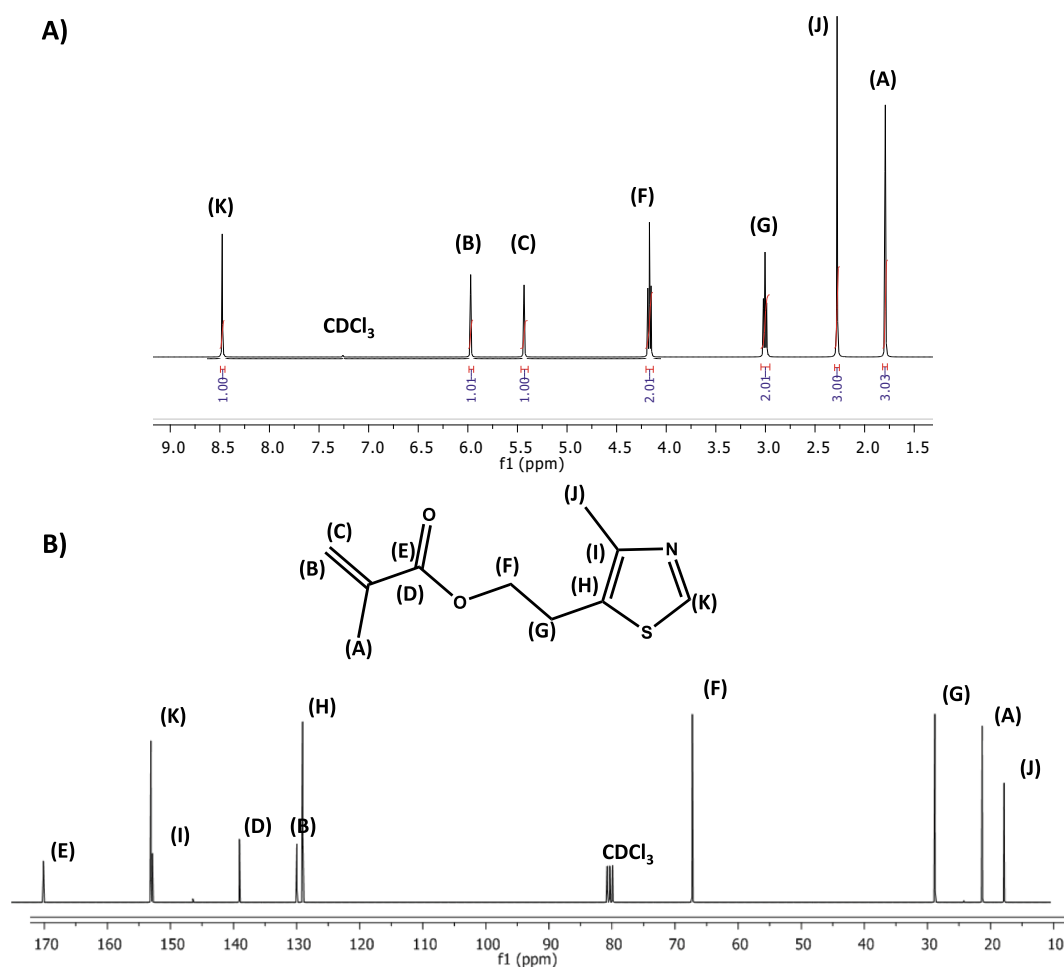 A)
(J)
(A)
(K)
(F)
(G)
(B)
(C)
CDCl3
1.00
1.01
1.00
2.01
2.01
3.00
3.03
9.0 8.5 8.0 7.5 7.0 6.5 6.0 5.5 5.0 4.5 4.0 3.5 3.0 2.5 2.0 1.5
f1 (ppm)
B)
(J)
O
(C)
(E)
(I)
N
(B)
(F)
(H)
(D)
O
(K)
(G)
S
(A)
(F)
(G)
(H)
(K)
(A)
(J)
(I)
(D)
(B)
(E)
CDCl3
170 160 150 140 130 120 110 100 90 80 70 60 50 40 30 20 10
f1 (ppm)